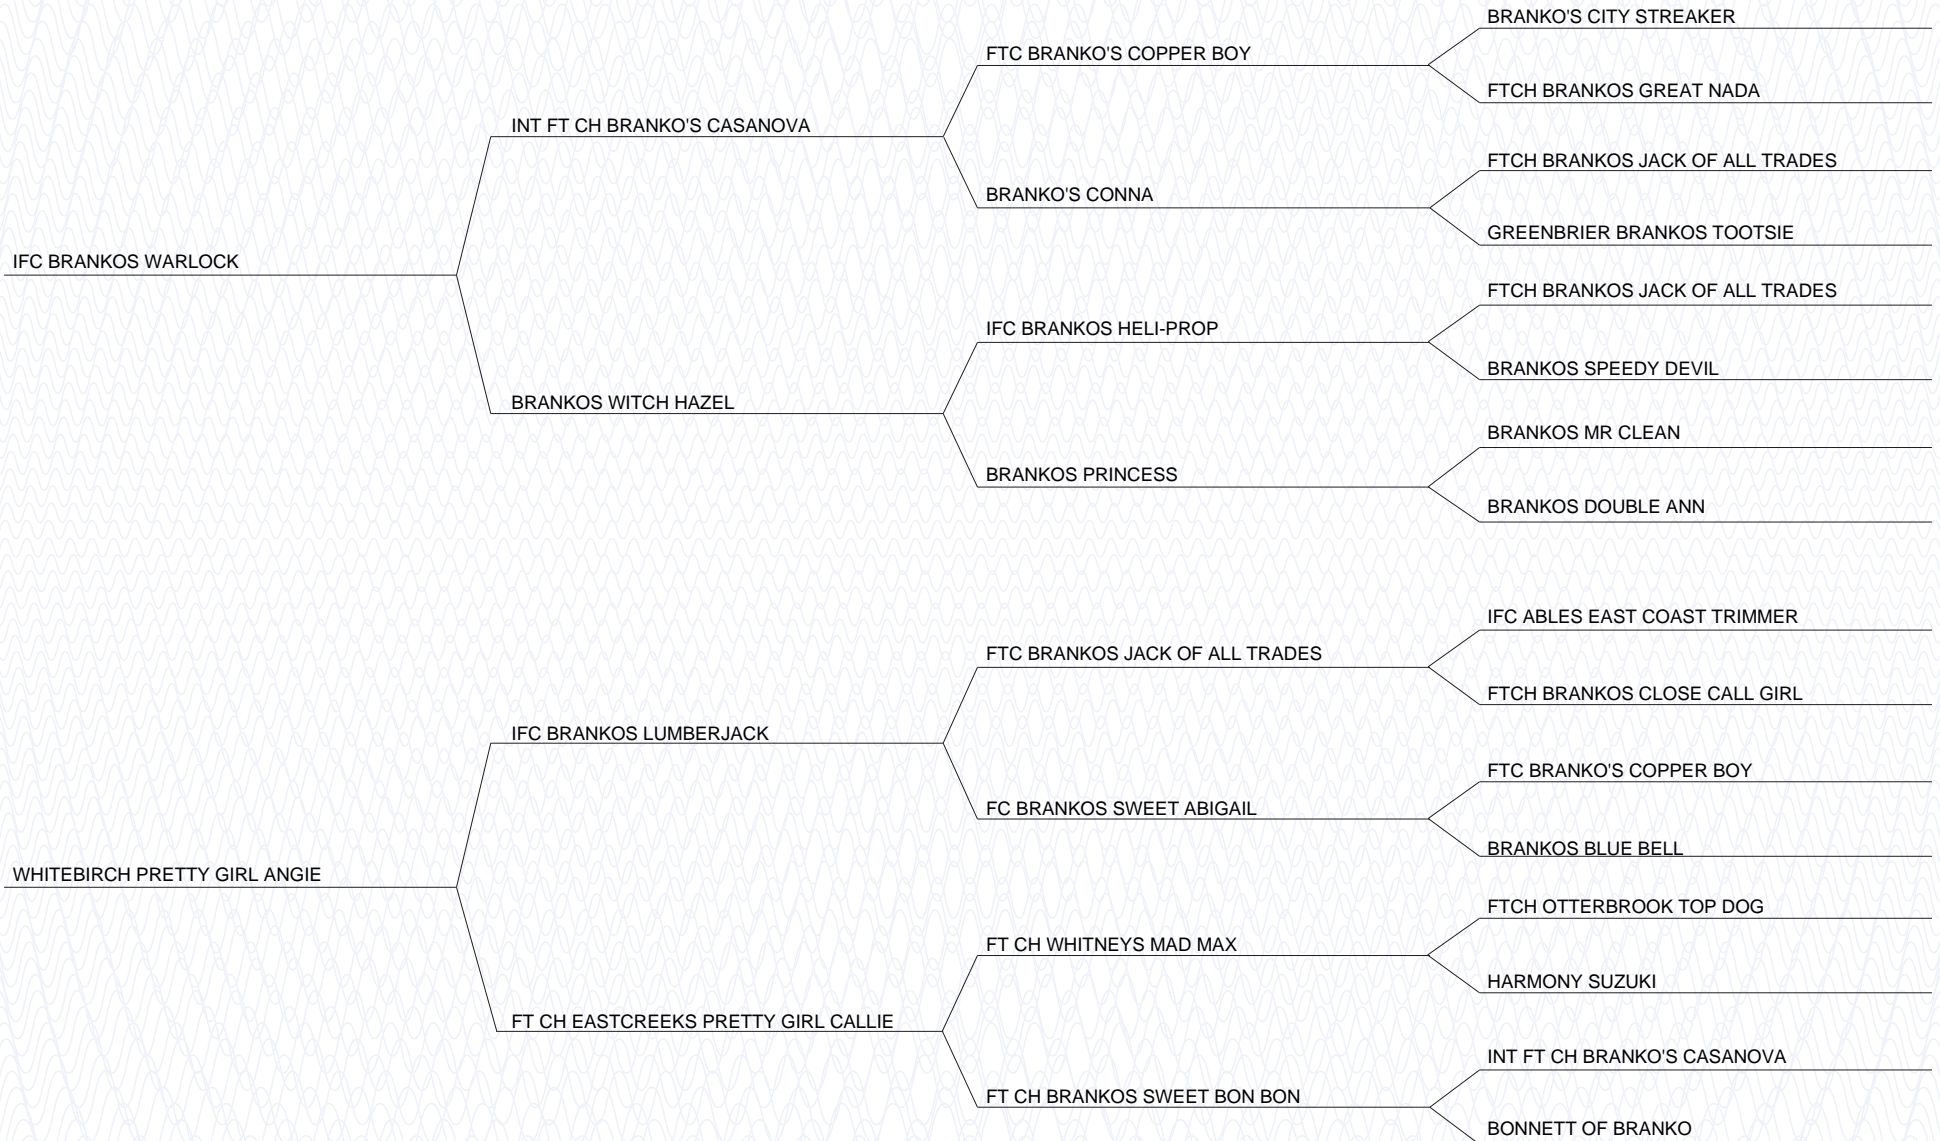 BRANKO'S CITY STREAKER
FTC BRANKO'S COPPER BOY
FTCH BRANKOS GREAT NADA
INT FT CH BRANKO'S CASANOVA
FTCH BRANKOS JACK OF ALL TRADES
BRANKO'S CONNA
GREENBRIER BRANKOS TOOTSIE
IFC BRANKOS WARLOCK
FTCH BRANKOS JACK OF ALL TRADES
IFC BRANKOS HELI-PROP
BRANKOS SPEEDY DEVIL
BRANKOS WITCH HAZEL
BRANKOS MR CLEAN
BRANKOS PRINCESS
BRANKOS DOUBLE ANN
IFC ABLES EAST COAST TRIMMER
FTC BRANKOS JACK OF ALL TRADES
FTCH BRANKOS CLOSE CALL GIRL
IFC BRANKOS LUMBERJACK
FTC BRANKO'S COPPER BOY
FC BRANKOS SWEET ABIGAIL
BRANKOS BLUE BELL
WHITEBIRCH PRETTY GIRL ANGIE
FTCH OTTERBROOK TOP DOG
FT CH WHITNEYS MAD MAX
HARMONY SUZUKI
FT CH EASTCREEKS PRETTY GIRL CALLIE
INT FT CH BRANKO'S CASANOVA
FT CH BRANKOS SWEET BON BON
BONNETT OF BRANKO